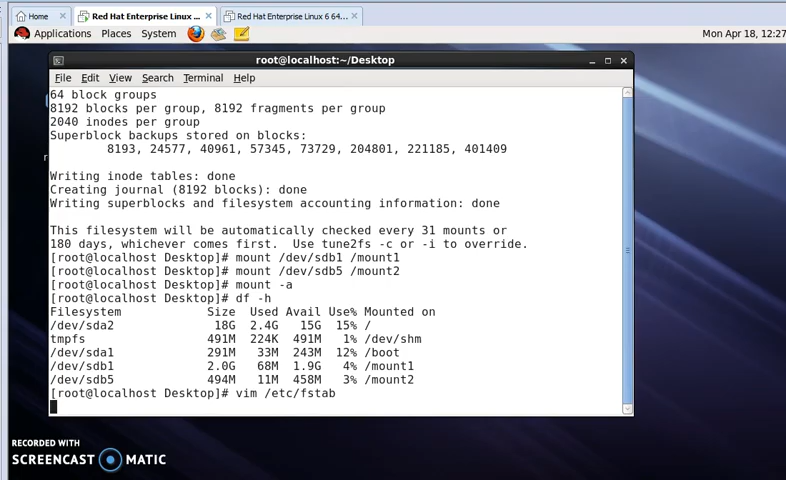 Home
Red Hat Enterprise Linux ...
Red Hat Enterprise Linux 6 64...
Applications Places System
Mon Apr 18, 12:27
root@localhost:~/Desktop
File Edit View Search Terminal Help
64 block groups
8192 blocks per group, 8192 fragments per group
2040 inodes per group
Superblock backups stored on blocks:
8193, 24577, 40961, 57345, 73729, 204801, 221185, 401409
Writing inode tables: done
Creating journal (8192 blocks): done
Writing superblocks and filesystem accounting information: done
This filesystem will be automatically checked every 31 mounts or
180 days, whichever comes first.  Use tune2fs -c or -i to override.
[root@localhost Desktop]# mount /dev/sdb1 /mount1
[root@localhost Desktop]# mount /dev/sdb5 /mount2
[root@localhost Desktop]# mount -a
[root@localhost Desktop]# df -h
Filesystem Size Used Avail Use% Mounted on
/dev/sda2 18G 2.4G 15G 15% /
tmpfs 491M 224K 491M 1% /dev/shm
/dev/sda1 291M 33M 243M 12% /boot
/dev/sdb1 2.0G 68M 1.9G 4% /mount1
/dev/sdb5 494M 11M 458M 3% /mount2
[root@localhost Desktop]# vim /etc/fstab
RECORDED WITH
SCREENCAST MATIC